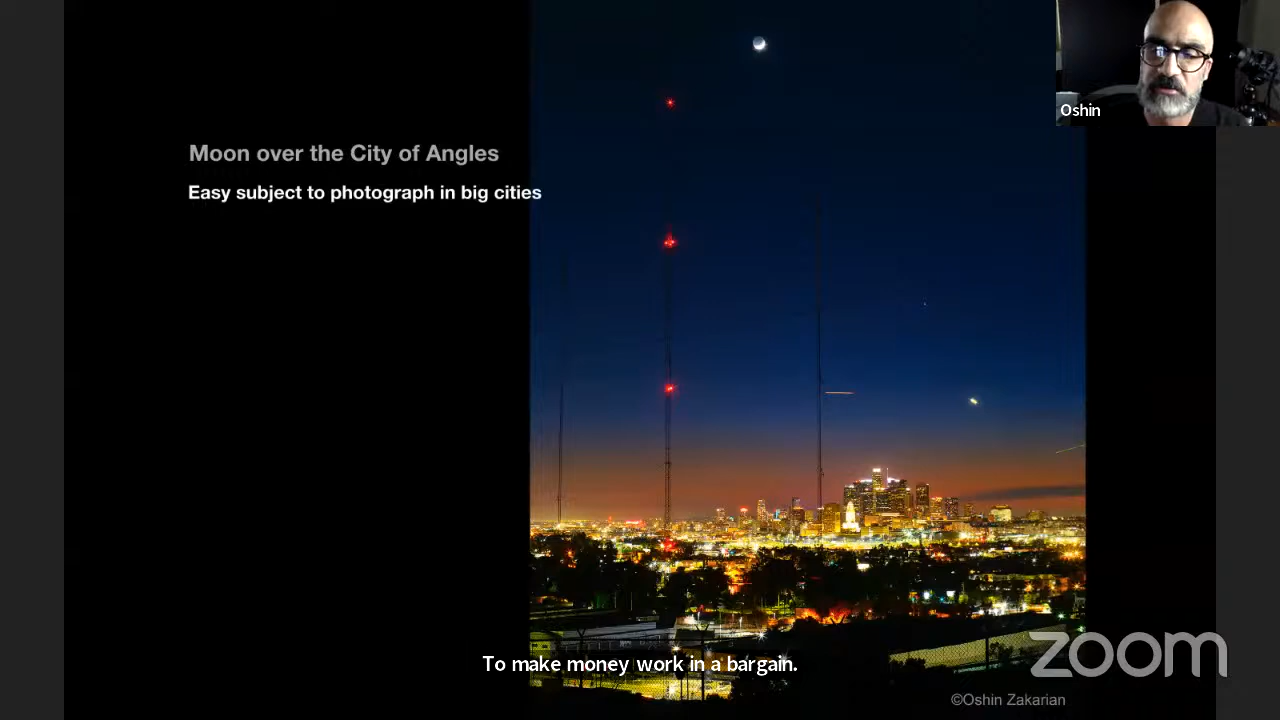 Oshin
Moon over the City of Angles
Easy subject to photograph in big cities
To make money work in a bargain.
zoom
©Oshin Zakarian